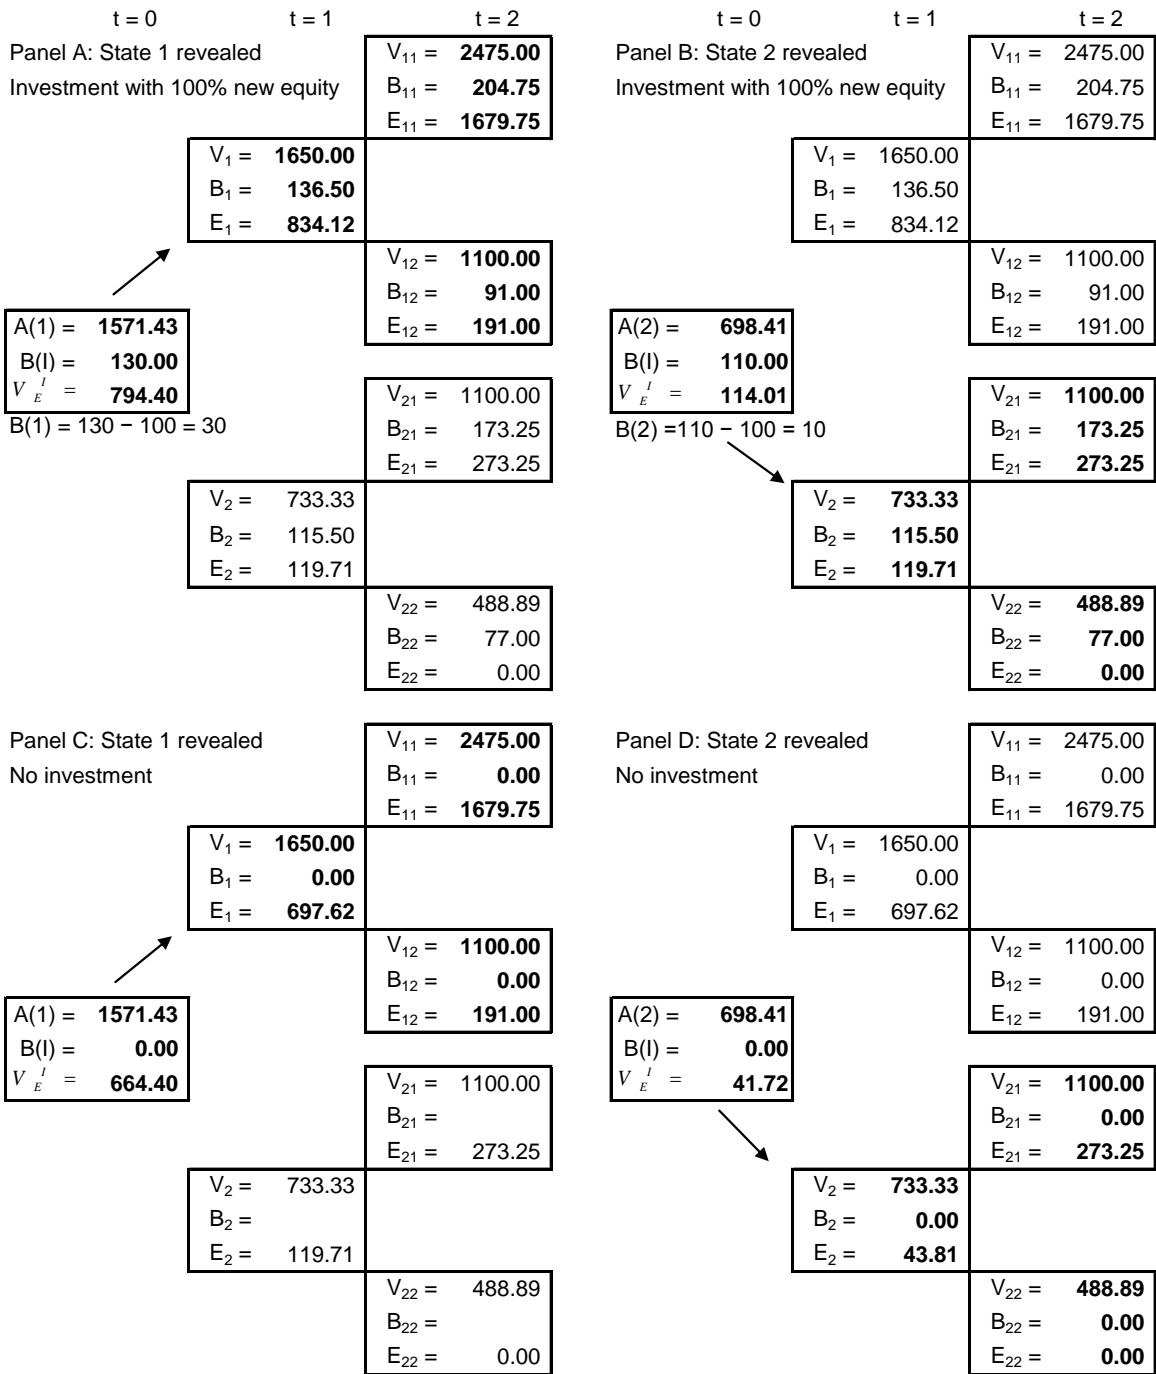 t = 0 t = 1 t = 2 t = 0 t = 1 t = 2
Panel A: State 1 revealed V₁₁ = 2475.00 Panel B: State 2 revealed V₁₁ = 2475.00
Investment with 100% new equity B₁₁ = 204.75 Investment with 100% new equity B₁₁ = 204.75
E₁₁ = 1679.75 E₁₁ = 1679.75
V₁ = 1650.00 V₁ = 1650.00
B₁ = 136.50 B₁ = 136.50
E₁ = 834.12 E₁ = 834.12
V₁₂ = 1100.00 V₁₂ = 1100.00
B₁₂ = 91.00 B₁₂ = 91.00
A(1) = 1571.43 E₁₂ = 191.00 A(2) = 698.41 E₁₂ = 191.00
B(I) = 130.00 B(I) = 110.00
V_E^I = 794.40 V₂₁ = 1100.00 V_E^I = 114.01 V₂₁ = 1100.00
B(1) = 130 − 100 = 30 B₂₁ = 173.25 B(2) =110 − 100 = 10 B₂₁ = 173.25
E₂₁ = 273.25 E₂₁ = 273.25
V₂ = 733.33 V₂ = 733.33
B₂ = 115.50 B₂ = 115.50
E₂ = 119.71 E₂ = 119.71
V₂₂ = 488.89 V₂₂ = 488.89
B₂₂ = 77.00 B₂₂ = 77.00
E₂₂ = 0.00 E₂₂ = 0.00
Panel C: State 1 revealed V₁₁ = 2475.00 Panel D: State 2 revealed V₁₁ = 2475.00
No investment B₁₁ = 0.00 No investment B₁₁ = 0.00
E₁₁ = 1679.75 E₁₁ = 1679.75
V₁ = 1650.00 V₁ = 1650.00
B₁ = 0.00 B₁ = 0.00
E₁ = 697.62 E₁ = 697.62
V₁₂ = 1100.00 V₁₂ = 1100.00
B₁₂ = 0.00 B₁₂ = 0.00
A(1) = 1571.43 E₁₂ = 191.00 A(2) = 698.41 E₁₂ = 191.00
B(I) = 0.00 B(I) = 0.00
V_E^I = 664.40 V₂₁ = 1100.00 V_E^I = 41.72 V₂₁ = 1100.00
B₂₁ = B₂₁ = 0.00
E₂₁ = 273.25 E₂₁ = 273.25
V₂ = 733.33 V₂ = 733.33
B₂ = B₂ = 0.00
E₂ = 119.71 E₂ = 43.81
V₂₂ = 488.89 V₂₂ = 488.89
B₂₂ = B₂₂ = 0.00
E₂₂ = 0.00 E₂₂ = 0.00